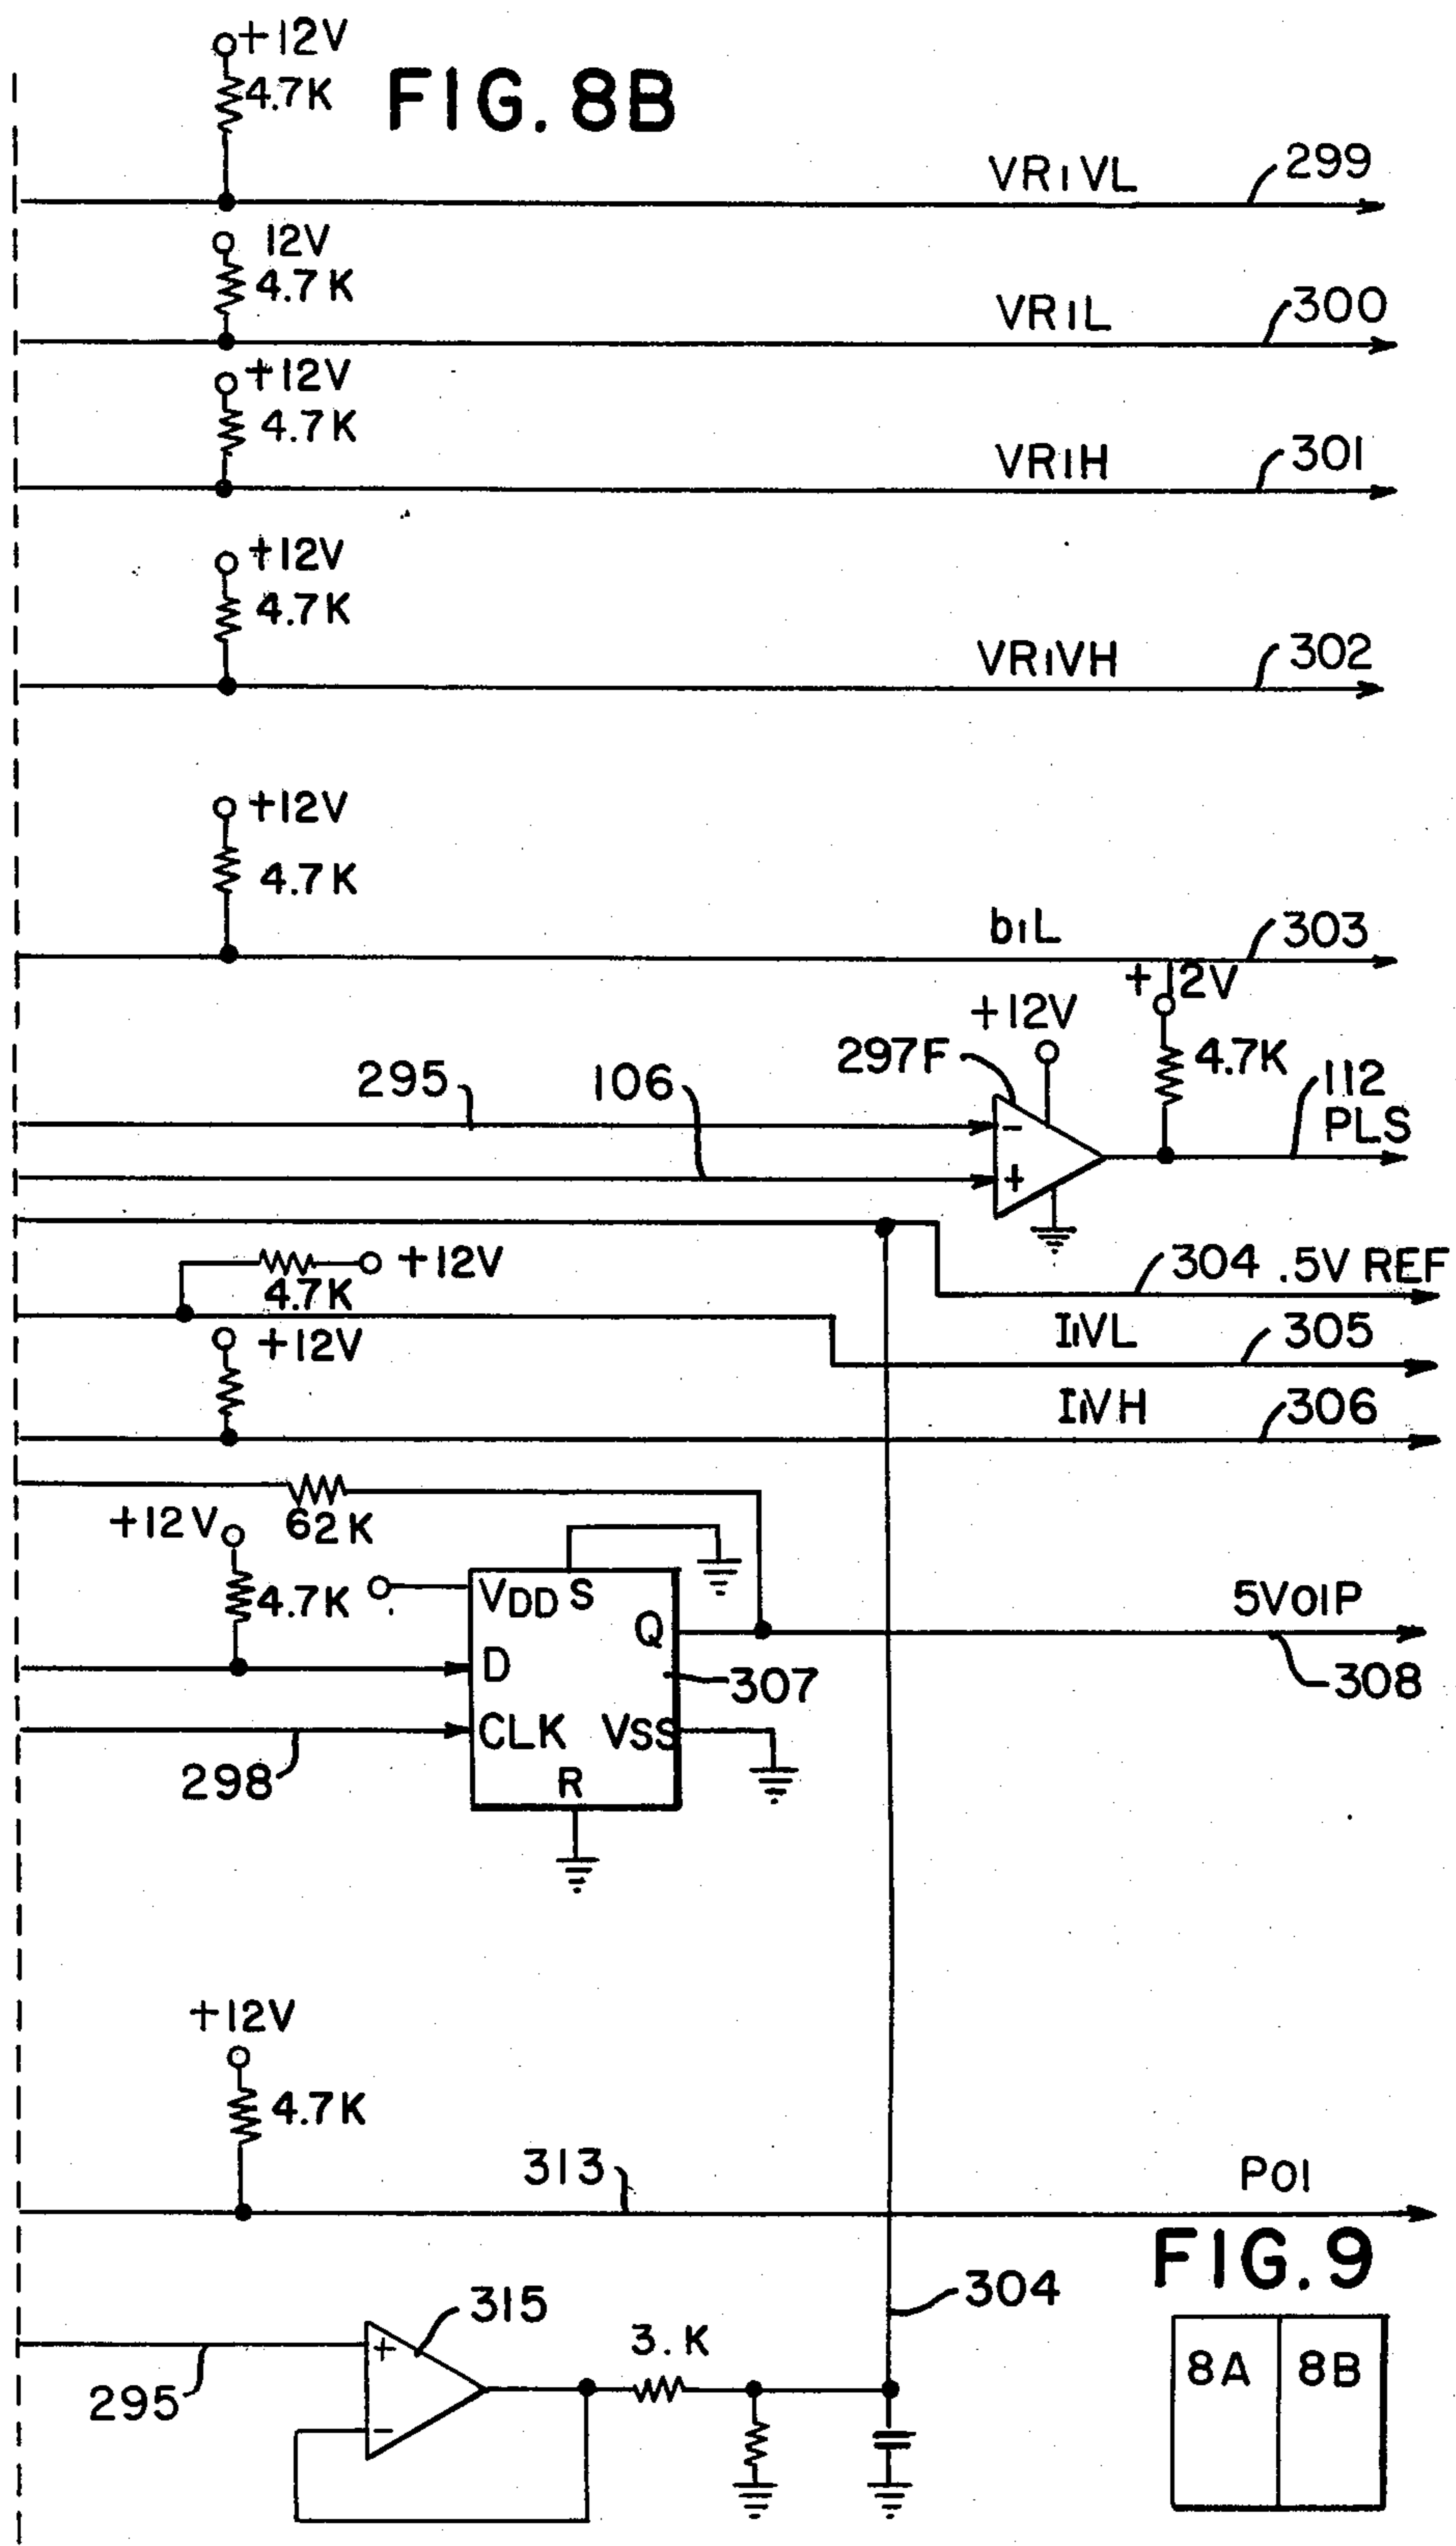 +12V
4.7K
FIG. 8B
VR1VL
299
12V
4.7K
VR1L
300
+12V
4.7K
VR1H
301
+12V
4.7K
VR1VH
302
+12V
4.7K
b1L
303
+12V
+12V
297F
4.7K
295
106
112
PLS
-
+
+12V
4.7K
304 .5V REF
+12V
I1VL
305
I1VH
306
62K
+12V
4.7K
VDD S
Q
5V01P
D
307
308
CLK VSS
298
R
+12V
4.7K
313
P01
FIG. 9
315
304
3.K
+
295
-
8A 8B